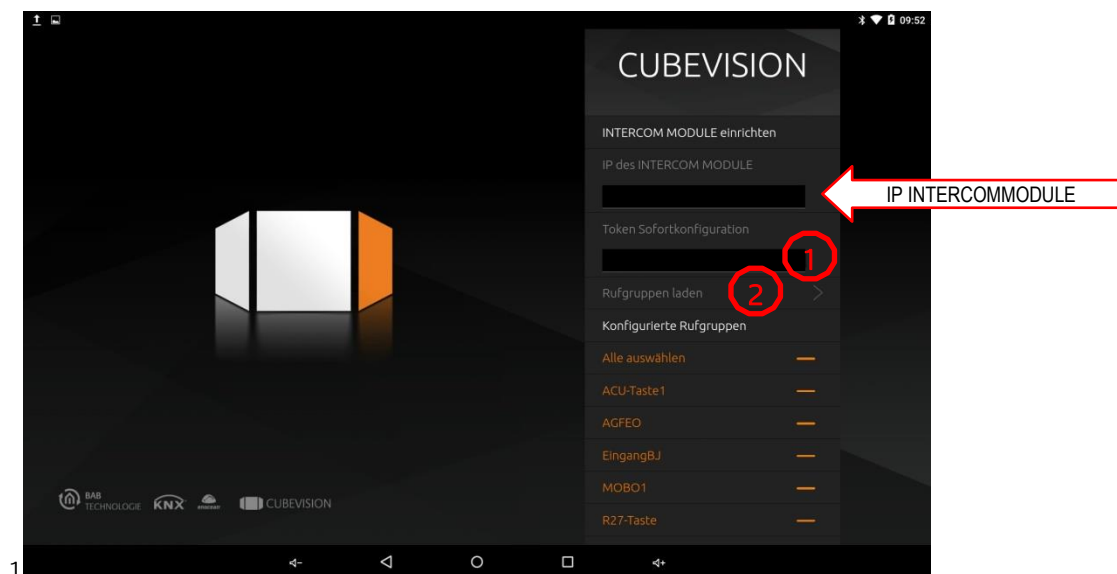 09:52
CUBEVISION
INTERCOM MODULE einrichten
IP des INTERCOM MODULE
IP INTERCOMMODULE
Token Sofortkonfiguration
1
Rufgruppen laden
2
Konfigurierte Rufgruppen
Alle auswählen
ACU-Taste1
AGFEO
EingangBJ
MOBO1
R27-Taste
BAB
TECHNOLOGIE
KNX
CUBEVISION
1